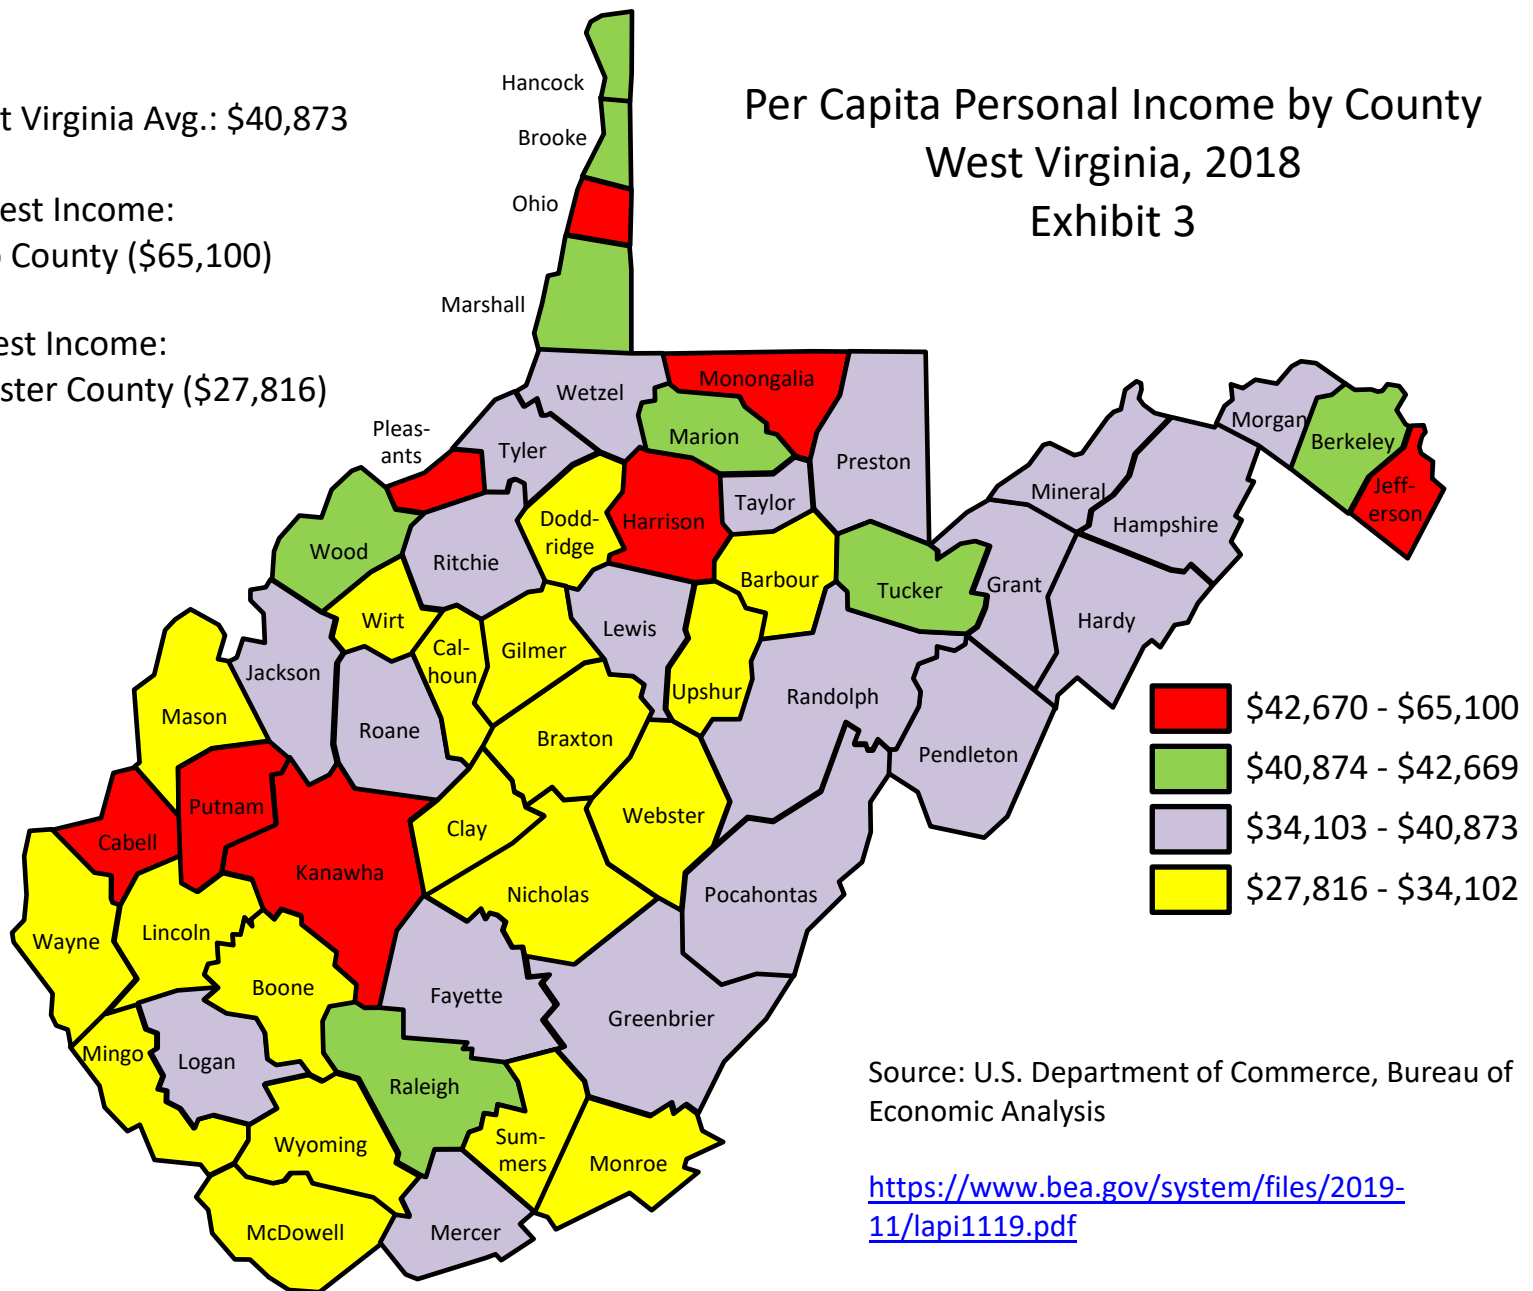 t Virginia Avg.: $40,873
est Income:
County ($65,100)
est Income:
ster County ($27,816)
Per Capita Personal Income by County
West Virginia, 2018
Exhibit 3
Hancock
Brooke
Ohio
Marshall
Wetzel
Monongalia
Marion
Pleas-
ants
Tyler
Preston
Morgan
Berkeley
Jeff-
erson
Mineral
Hampshire
Taylor
Harrison
Dodd-
ridge
Wood
Ritchie
Barbour
Tucker
Grant
Hardy
Wirt
Cal-
houn
Gilmer
Lewis
Upshur
Randolph
Jackson
Mason
Roane
Braxton
Pendleton
Putnam
Cabell
Clay
Webster
Kanawha
Nicholas
Pocahontas
Wayne
Lincoln
Boone
Fayette
Greenbrier
Mingo
Logan
Raleigh
Wyoming
Sum-
mers
Monroe
McDowell
Mercer
$42,670 - $65,100
$40,874 - $42,669
$34,103 - $40,873
$27,816 - $34,102
Source: U.S. Department of Commerce, Bureau of
Economic Analysis
https://www.bea.gov/system/files/2019-
11/lapi1119.pdf